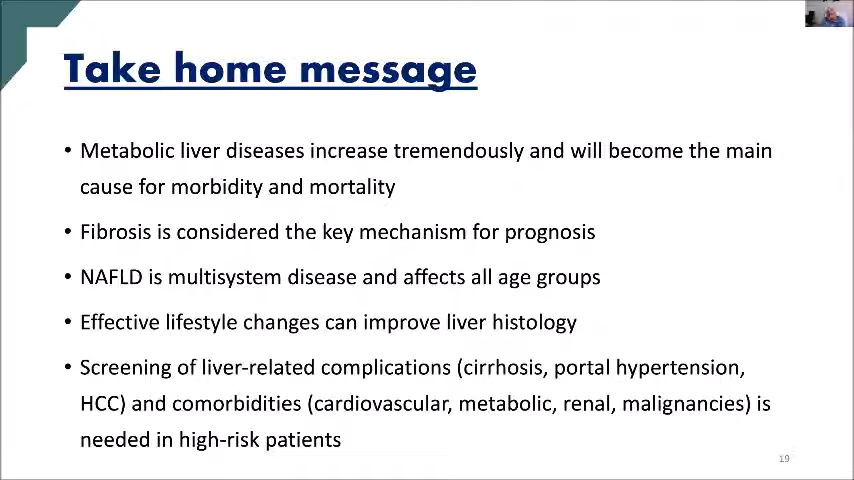 Take home message
• Metabolic liver diseases increase tremendously and will become the main
cause for morbidity and mortality
• Fibrosis is considered the key mechanism for prognosis
• NAFLD is multisystem disease and affects all age groups
• Effective lifestyle changes can improve liver histology
• Screening of liver-related complications (cirrhosis, portal hypertension,
HCC) and comorbidities (cardiovascular, metabolic, renal, malignancies) is
needed in high-risk patients
19